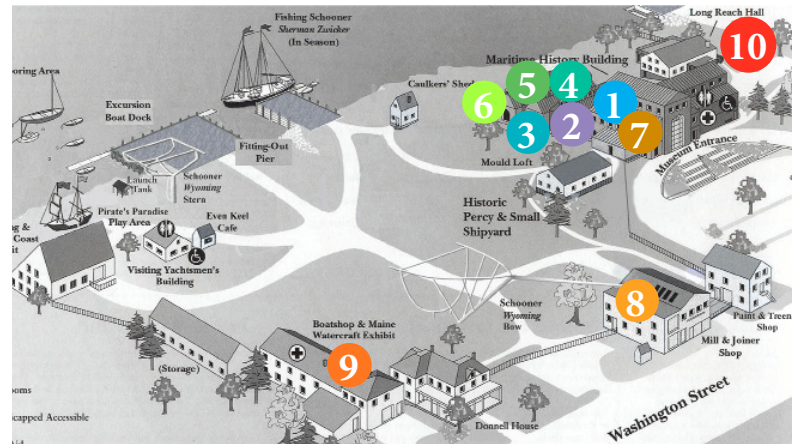 Long Reach Hall
10
Fishing Schooner
Sherman Zwicker
(In Season)
Maritime History Building
oring Area
Caulkers' Shed
5
4
6
1
Excursion
Boat Dock
3
2
7
Fitting-Out
Pier
Mould Loft
Museum Entrance
Launch
Tank
Schooner
Wyoming
Stern
Historic
Percy & Small
Shipyard
Pirate's Paradise
Play Area
Even Keel
Cafe
g &
Coast
it
Visiting Yachtsmen's
Building
8
Schooner
Wyoming
Bow
Paint & Treen
Shop
Boatshop & Maine
Watercraft Exhibit
Mill & Joiner
Shop
9
(Storage)
Washington Street
Donnell House
ooms
capped Accessible